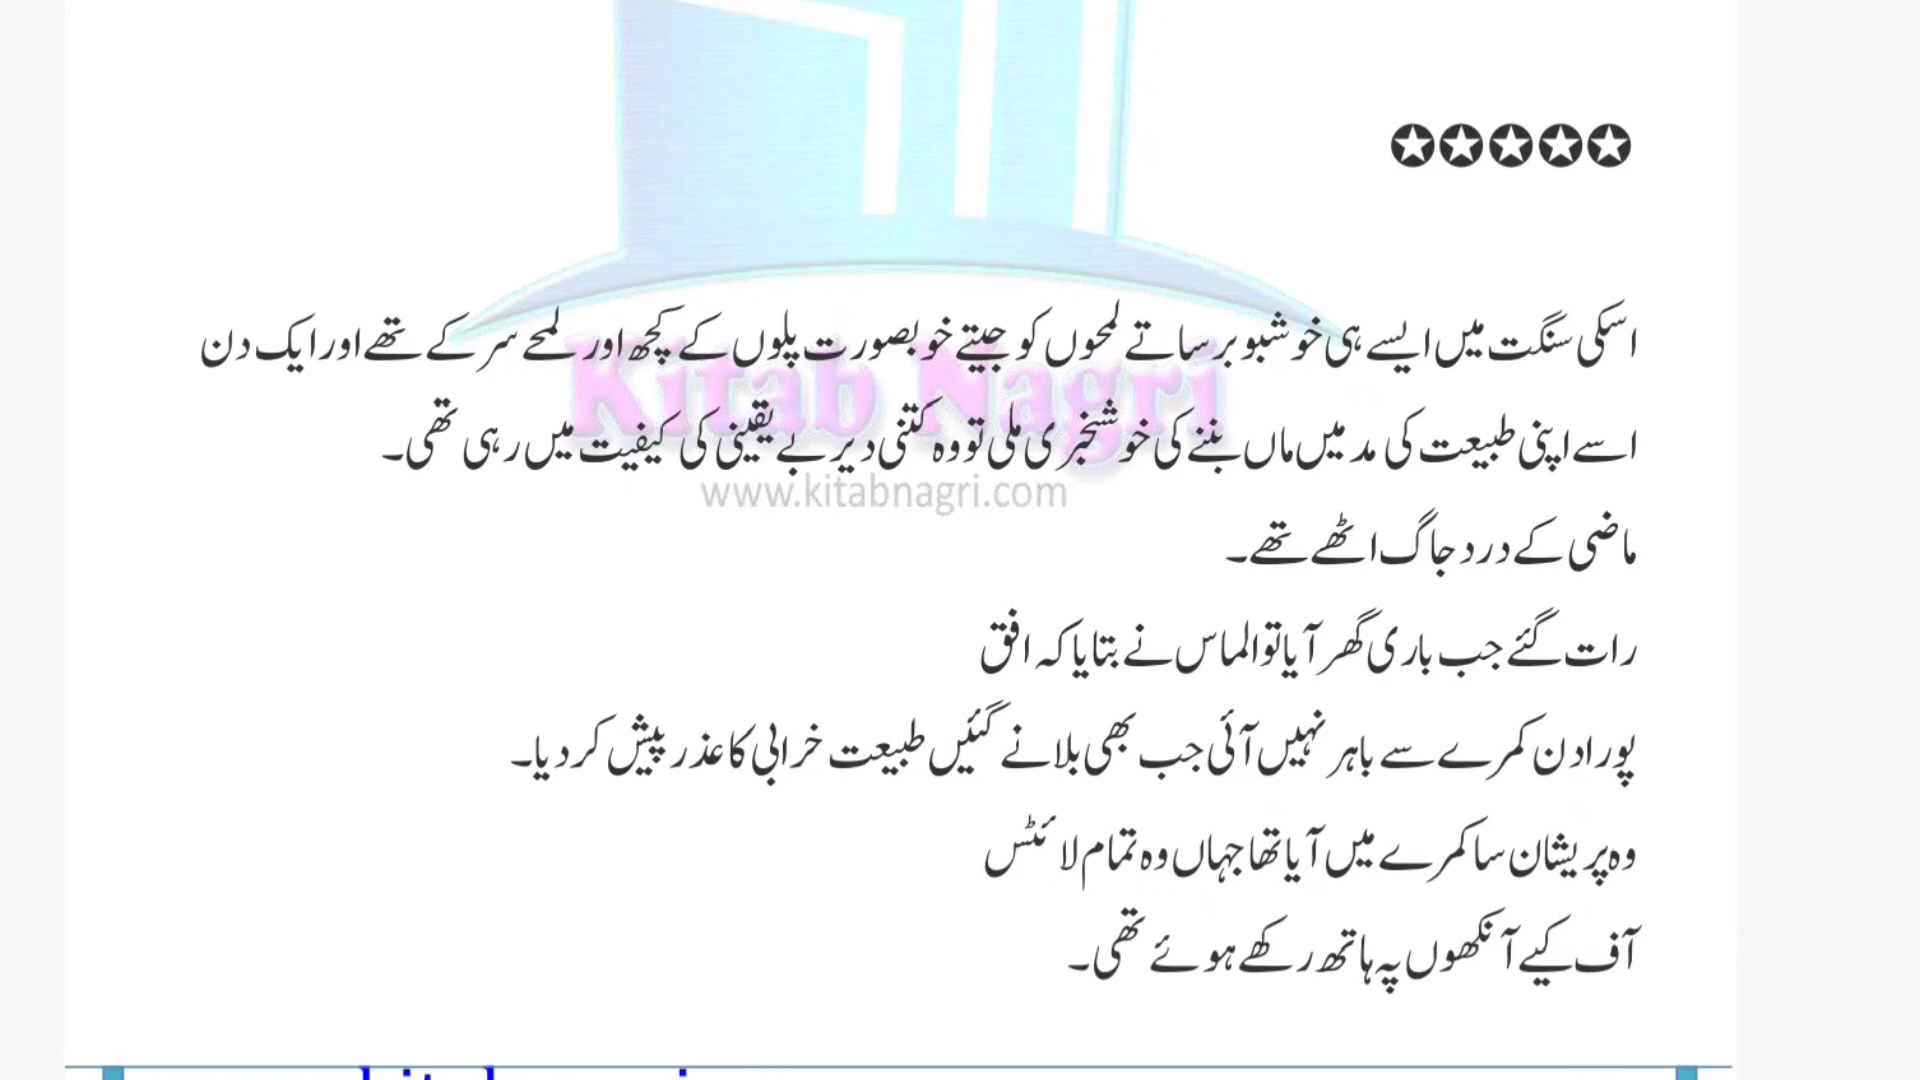 ✪✪✪✪✪
اسکی سنگت میں ایسے ہی خوشبو برساتے لمحوں کو جیتے خوبصورت پلوں کے کچھ اور لمحے سرکے تھے اور ایک دن
اسے اپنی طبیعت کی مد میں ماں بننے کی خوشخبری ملی تو وہ کتنی دیر بے یقینی کی کیفیت میں رہی تھی۔
Kitab Nagri
www.kitabnagri.com
ماضی کے درد جاگ اٹھے تھے۔
رات گئے جب باری گھر آیا تو الماس نے بتایا کہ افق
پورا دن کمرے سے باہر نہیں آئی جب بھی بلانے گئیں طبیعت خرابی کا عذر پیش کر دیا۔
وہ پریشان سا کمرے میں آیا تھا جہاں وہ تمام لائٹس
آف کیے آنکھوں پہ ہاتھ رکھے ہوئے تھی۔